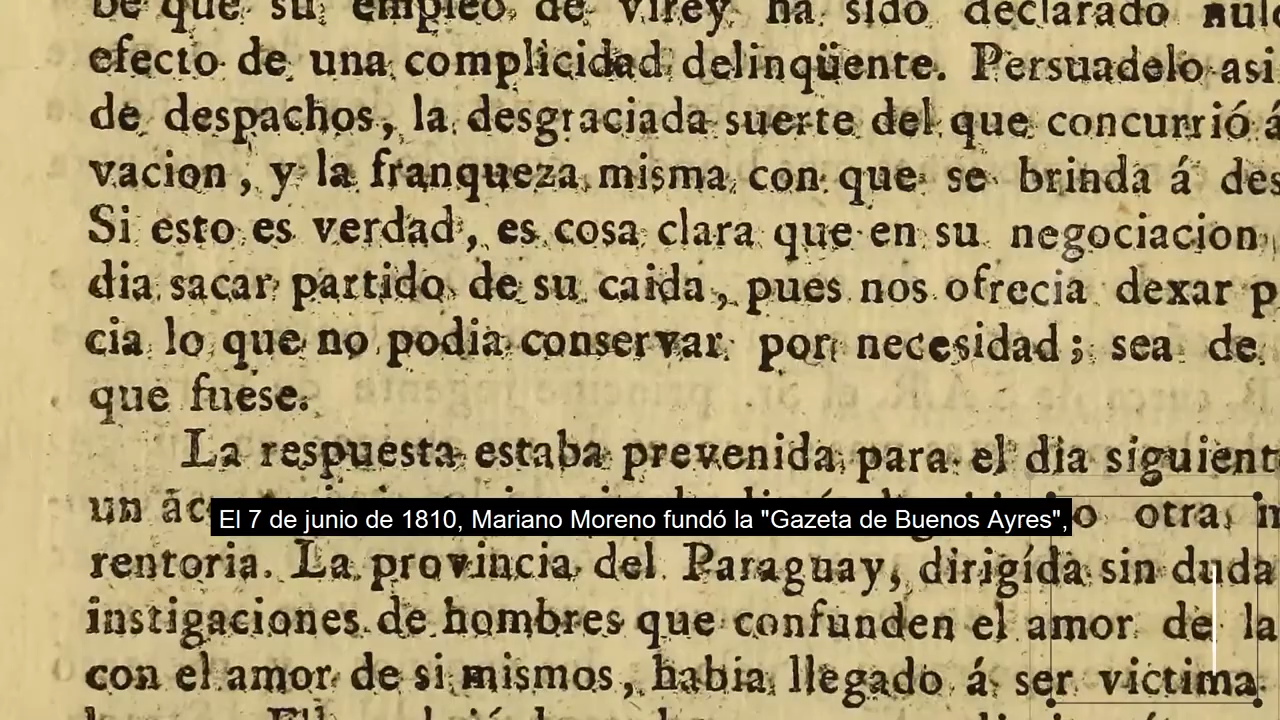 be que su empleo de virey ha sido declarado
efecto de una complicidad delinqüente. Persuadelo asi
de despachos, la desgraciada suerte del que concurrió á
vacion, y la franqueza misma con que se brinda á des
Si esto es verdad, es cosa clara que en su negociacion
dia sacar partido de su caida, pues nos ofrecia dexar p
cia lo que no podia conservar por necesidad; sea de
que fuese.
La respuesta estaba prevenida para el dia siguient
un ac
El 7 de junio de 1810, Mariano Moreno fundó la "Gazeta de Buenos Ayres",
otra
rentoria. La provincia del Paraguay, dirigída sin duda
instigaciones de hombres que confunden el amor de la
con el amor de si mismos, habia llegado á ser victima